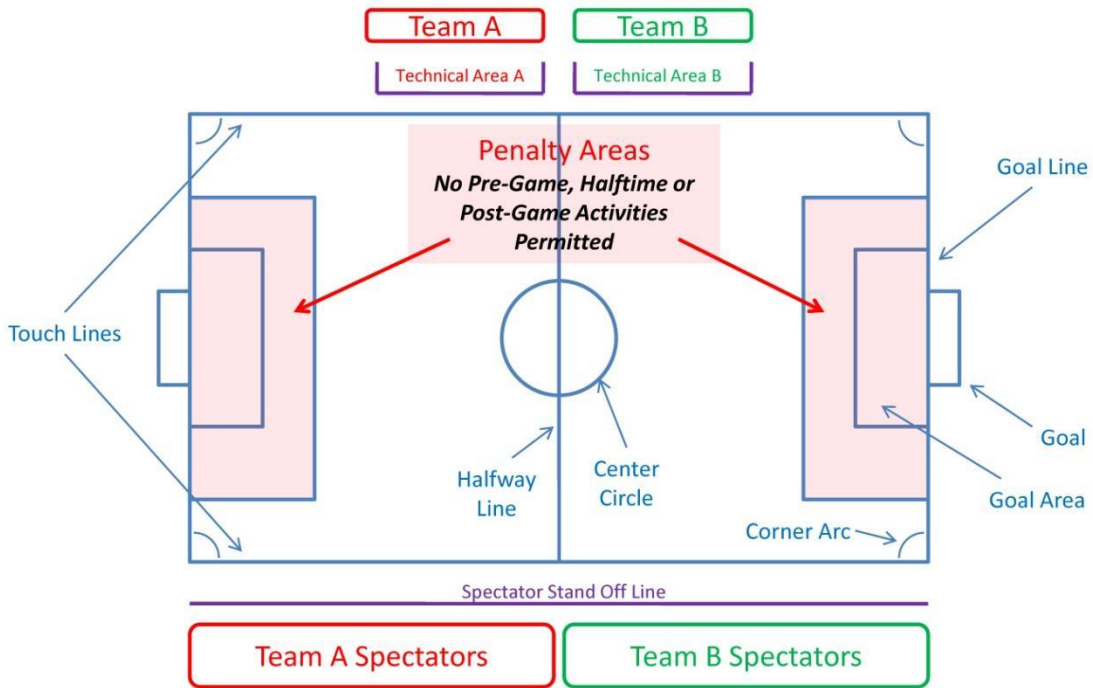 Team A
Team B
Technical Area A
Technical Area B
Penalty Areas
No Pre-Game, Halftime or
Post-Game Activities
Permitted
Goal Line
Touch Lines
Goal
Halfway
Line
Center
Circle
Goal Area
Corner Arc
Spectator Stand Off Line
Team A Spectators
Team B Spectators